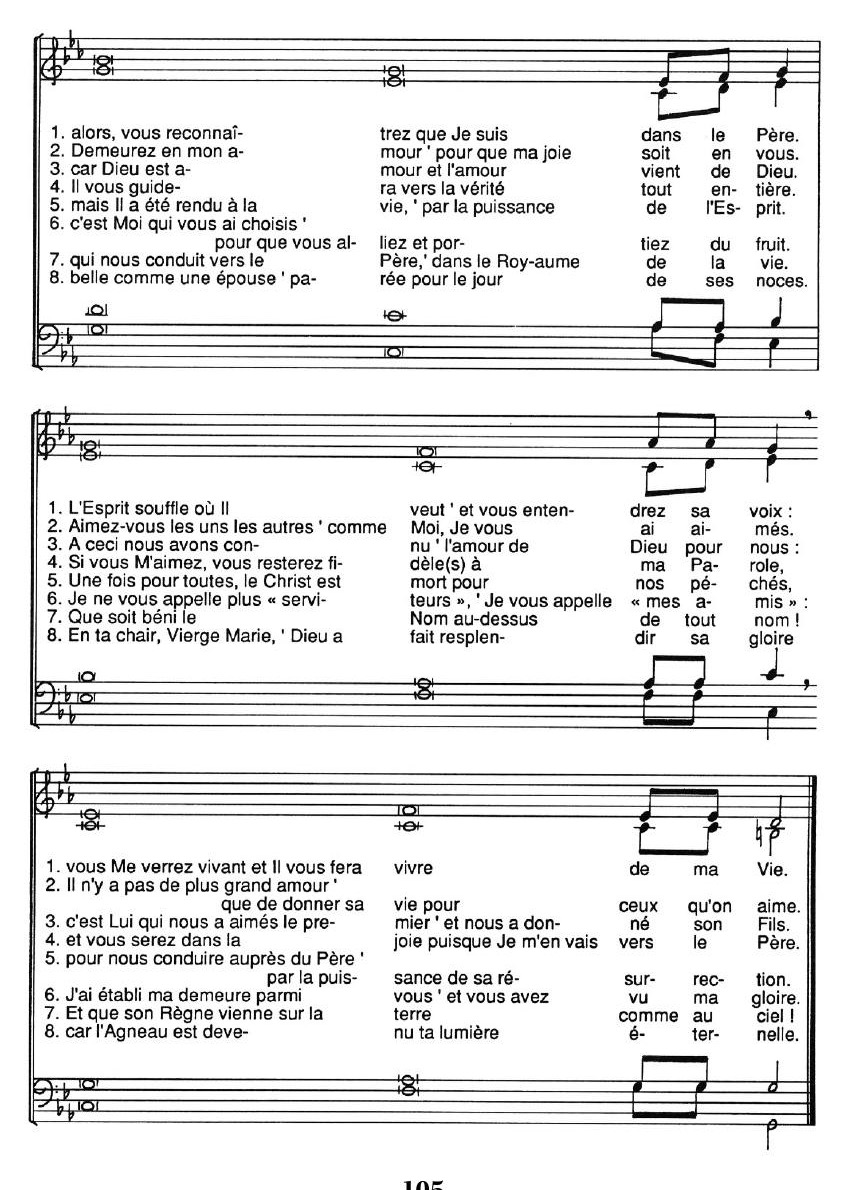 1. alors, vous reconnaî- trez que Je suis dans le Père.
2. Demeurez en mon a- mour ' pour que ma joie soit en vous.
3. car Dieu est a- mour et l'amour vient de Dieu.
4. Il vous guide- ra vers la vérité tout en- tière.
5. mais Il a été rendu à la vie, ' par la puissance de l'Es- prit.
6. c'est Moi qui vous ai choisis '
pour que vous al- liez et por- tiez du fruit.
7. qui nous conduit vers le Père,' dans le Roy-aume de la vie.
8. belle comme une épouse ' pa- rée pour le jour de ses noces.
1. L'Esprit souffle où Il veut ' et vous enten- drez sa voix :
2. Aimez-vous les uns les autres ' comme Moi, Je vous ai ai- més.
3. A ceci nous avons con- nu ' l'amour de Dieu pour nous :
4. Si vous M'aimez, vous resterez fi- dèle(s) à ma Pa- role,
5. Une fois pour toutes, le Christ est mort pour nos pé- chés,
6. Je ne vous appelle plus « servi- teurs », ' Je vous appelle « mes a- mis » :
7. Que soit béni le Nom au-dessus de tout nom !
8. En ta chair, Vierge Marie, ' Dieu a fait resplen- dir sa gloire
1. vous Me verrez vivant et Il vous fera vivre de ma Vie.
2. Il n'y a pas de plus grand amour '
que de donner sa vie pour ceux qu'on aime.
3. c'est Lui qui nous a aimés le pre- mier ' et nous a don- né son Fils.
4. et vous serez dans la joie puisque Je m'en vais vers le Père.
5. pour nous conduire auprès du Père '
par la puis- sance de sa ré- sur- rec- tion.
6. J'ai établi ma demeure parmi vous ' et vous avez vu ma gloire.
7. Et que son Règne vienne sur la terre comme au ciel !
8. car l'Agneau est deve- nu ta lumière é- ter- nelle.
105